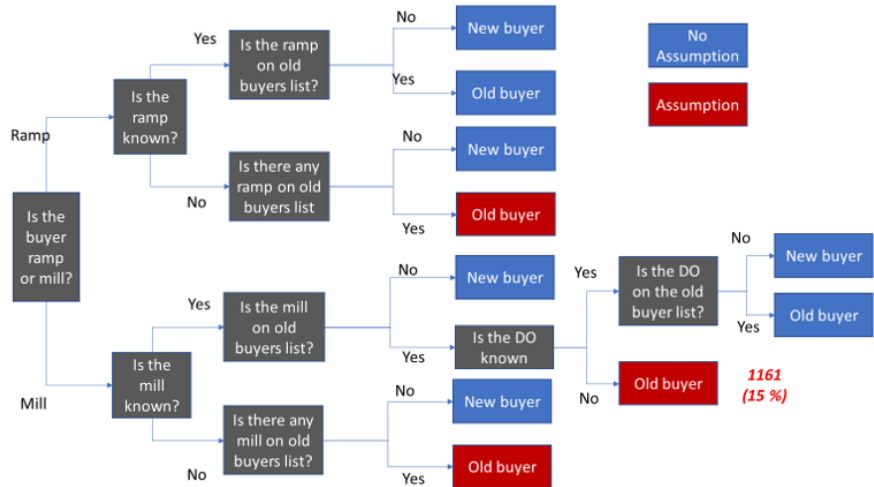 No
New buyer
No
Assumption
Yes
Is the ramp
on old
buyers list?
Yes
Old buyer
Assumption
Is the
ramp
known?
Ramp
No
New buyer
Is there any
ramp on old
buyers list
No
Yes
Old buyer
Is the
buyer
ramp
or mill?
No
New buyer
Yes
Is the mill
on old
buyers list?
Yes
Is the DO
known
Yes
Is the DO
on the old
buyer list?
No
New buyer
Yes
Old buyer
No
Old buyer
1161
(15 %)
Mill
Is the
mill
known?
No
New buyer
Is there any
mill on old
buyers list?
No
Yes
Old buyer